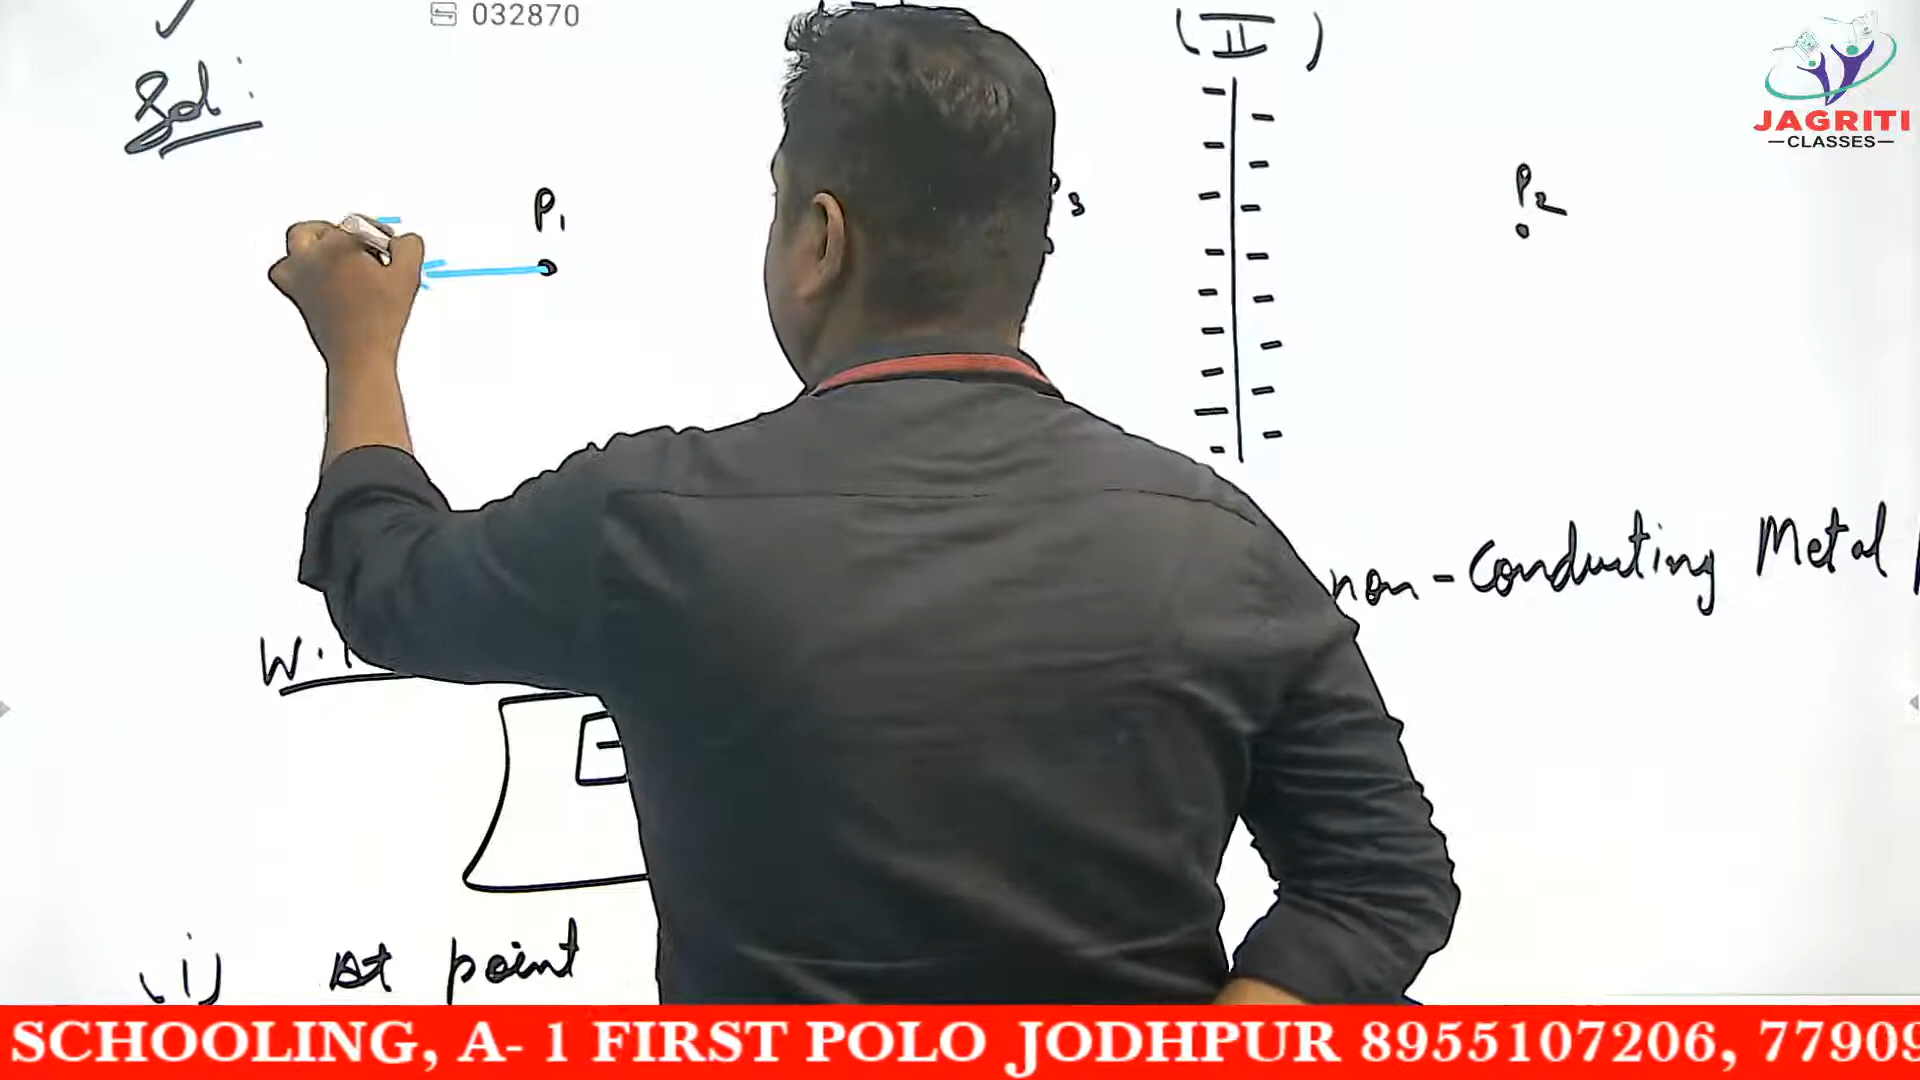 032870
(II)
JAGRITI
CLASSES
Sol:
P1
3
P2
non-Conducting Metal
(i) at point
SCHOOLING, A- 1 FIRST POLO JODHPUR 8955107206, 77909